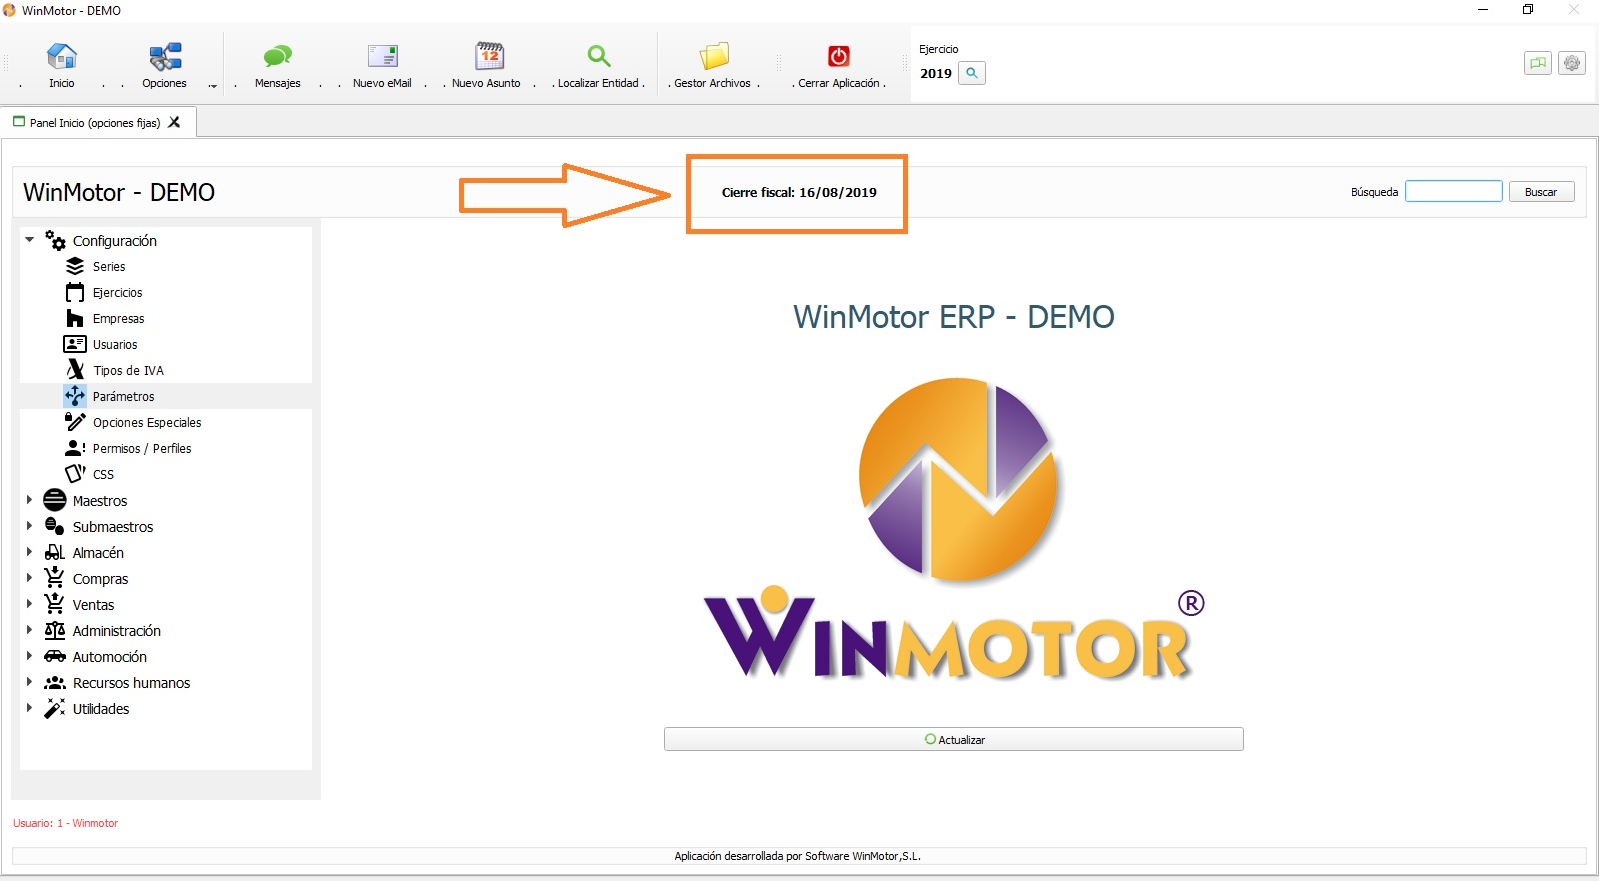 WinMotor - DEMO
Inicio
Opciones
Mensajes
Nuevo eMail
Nuevo Asunto
Localizar Entidad
Gestor Archivos
Cerrar Aplicación
Ejercicio
2019
12
Panel Inicio (opciones fijas)
WinMotor - DEMO
Cierre fiscal: 16/08/2019
Búsqueda
Buscar
Configuración
Series
Ejercicios
Empresas
Usuarios
Tipos de IVA
Parámetros
Opciones Especiales
Permisos / Perfiles
CSS
Maestros
Submaestros
Almacén
Compras
Ventas
Administración
Automoción
Recursos humanos
Utilidades
WinMotor ERP - DEMO
WINMOTOR®
Actualizar
Usuario: 1 - Winmotor
Aplicación desarrollada por Software WinMotor,S.L.